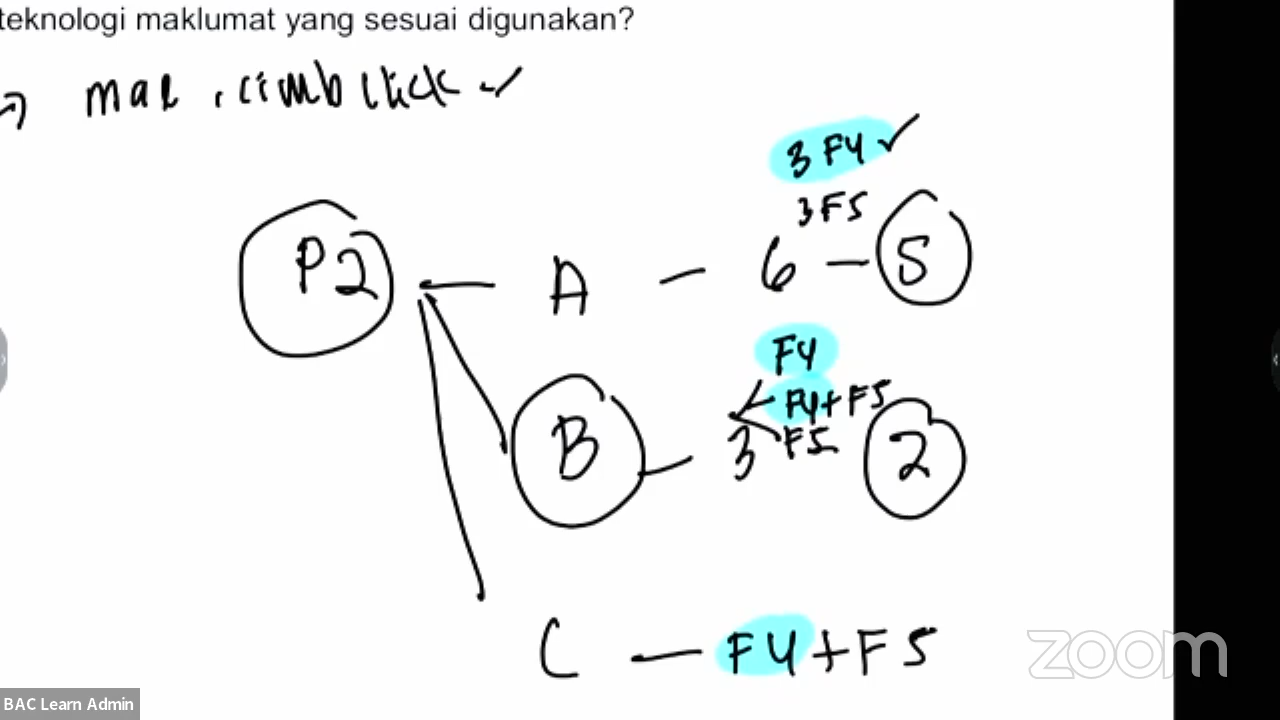 teknologi maklumat yang sesuai digunakan?
→ mae, cimb click ✓
3 F4 ✓
3 F5
P2 — A — 6 — 5
F4
F4+F5
B — 3 F5 2
C — F4+F5
zoom
BAC Learn Admin